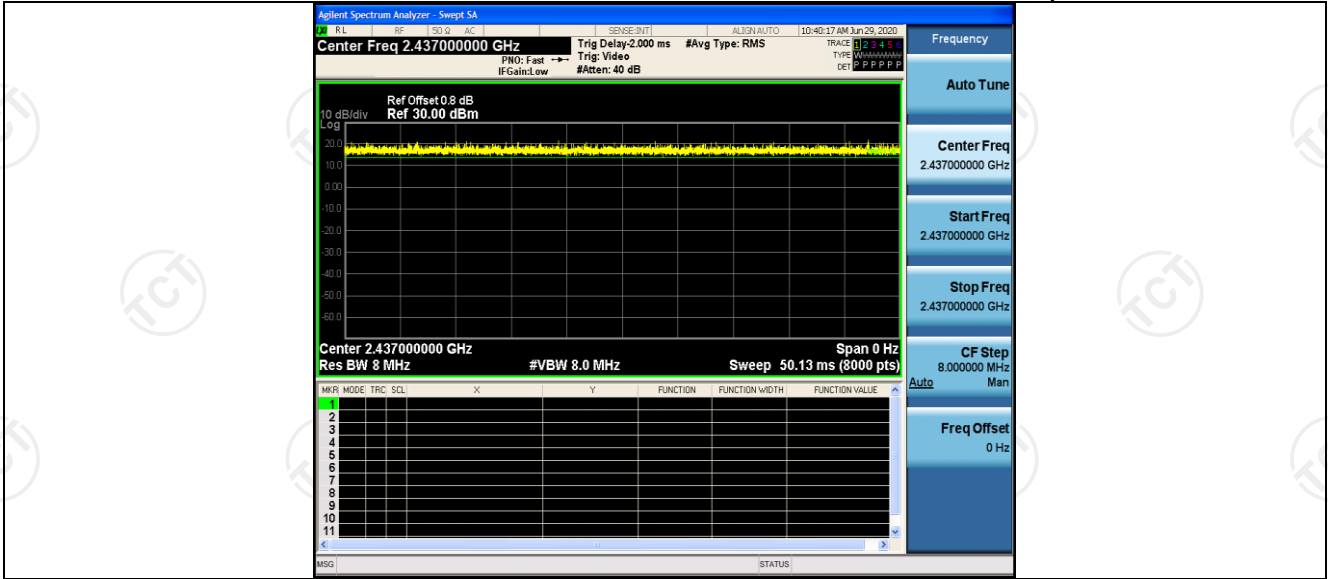 Agilent Spectrum Analyzer - Swept SA
RL RF 50 Ω AC SENSE:INT ALIGN AUTO 10:40:17 AM Jun 29, 2020
Center Freq 2.437000000 GHz
PNO: Fast
IFGain:Low
Trig Delay-2.000 ms
Trig: Video
#Atten: 40 dB
#Avg Type: RMS
TRACE 1 2 3 4 5 6
TYPE
DET P P P P P P
Ref Offset 0.8 dB
10 dB/div Ref 30.00 dBm
Log
20.0
10.0
0.00
-10.0
-20.0
-30.0
-40.0
-50.0
-60.0
Center 2.437000000 GHz Span 0 Hz
Res BW 8 MHz #VBW 8.0 MHz Sweep 50.13 ms (8000 pts)
MKR MODE TRC SCL X Y FUNCTION FUNCTION WIDTH FUNCTION VALUE
1
2
3
4
5
6
7
8
9
10
11
MSG STATUS
Frequency
Auto Tune
Center Freq
2.437000000 GHz
Start Freq
2.437000000 GHz
Stop Freq
2.437000000 GHz
CF Step
8.000000 MHz
Auto Man
Freq Offset
0 Hz
TCT
TCT